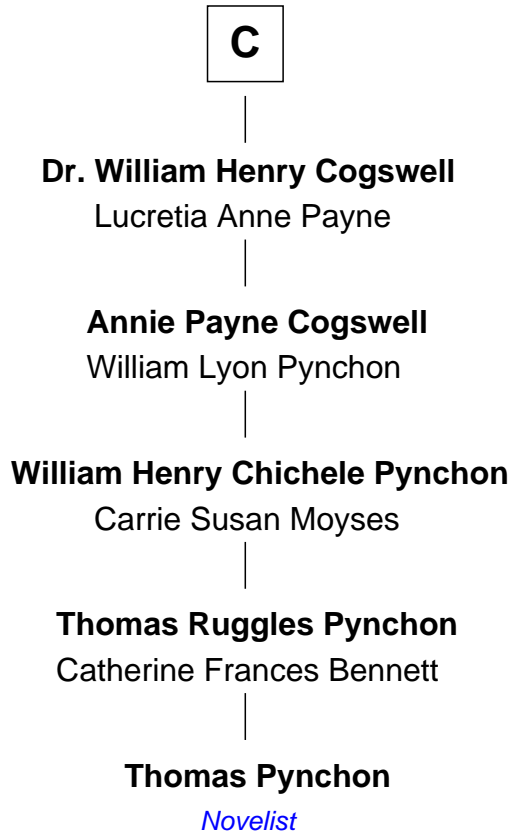 C
Dr. William Henry Cogswell
Lucretia Anne Payne
Annie Payne Cogswell
William Lyon Pynchon
William Henry Chichele Pynchon
Carrie Susan Moyses
Thomas Ruggles Pynchon
Catherine Frances Bennett
Thomas Pynchon
Novelist